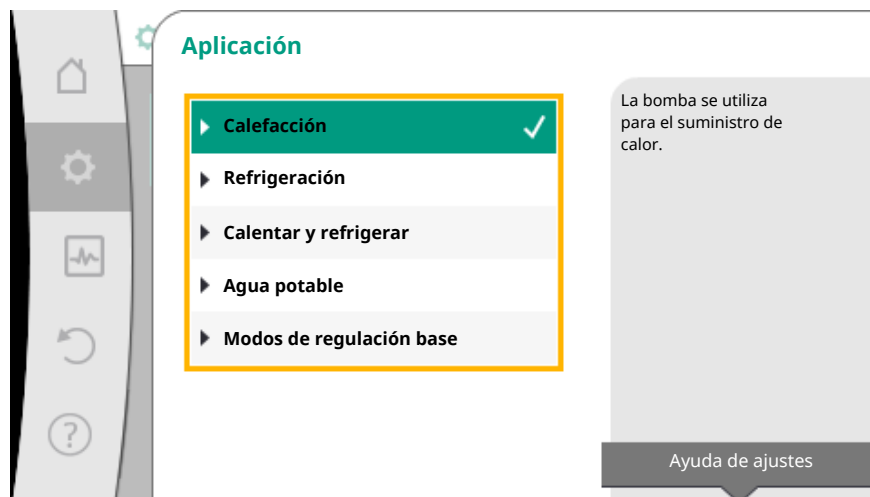 Aplicación
Calefacción
Refrigeración
Calentar y refrigerar
Agua potable
Modos de regulación base
La bomba se utiliza
para el suministro de
calor.
Ayuda de ajustes
?